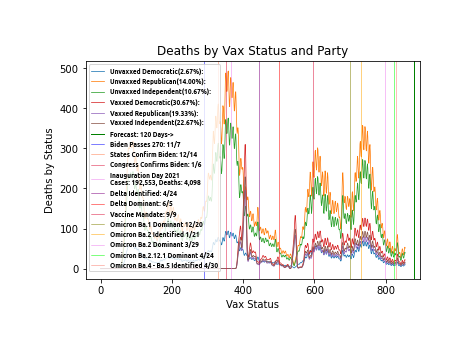 Deaths by Vax Status and Party
Deaths by Status
500
400
300
200
100
0
Unvaxxed Democratic(2.67%):
Unvaxxed Republican(14.00%):
Unvaxxed Independent(10.67%):
Vaxxed Democratic(30.67%):
Vaxxed Republican(19.33%):
Vaxxed Independent(22.67%):
Forecast: 120 Days->
Biden Passes 270: 11/7
States Confirm Biden: 12/14
Congress Confirms Biden: 1/6
Inauguration Day 2021
Cases: 192,553, Deaths: 4,098
Delta Identified: 4/24
Delta Dominant: 6/5
Vaccine Mandate: 9/9
Omicron Ba.1 Dominant 12/20
Omicron Ba.2 Identified 1/21
Omicron Ba.2 Dominant 3/29
Omicron Ba.2.12.1 Dominant 4/24
Omicron Ba.4 - Ba.5 Identified 4/30
0 200 400 600 800
Vax Status